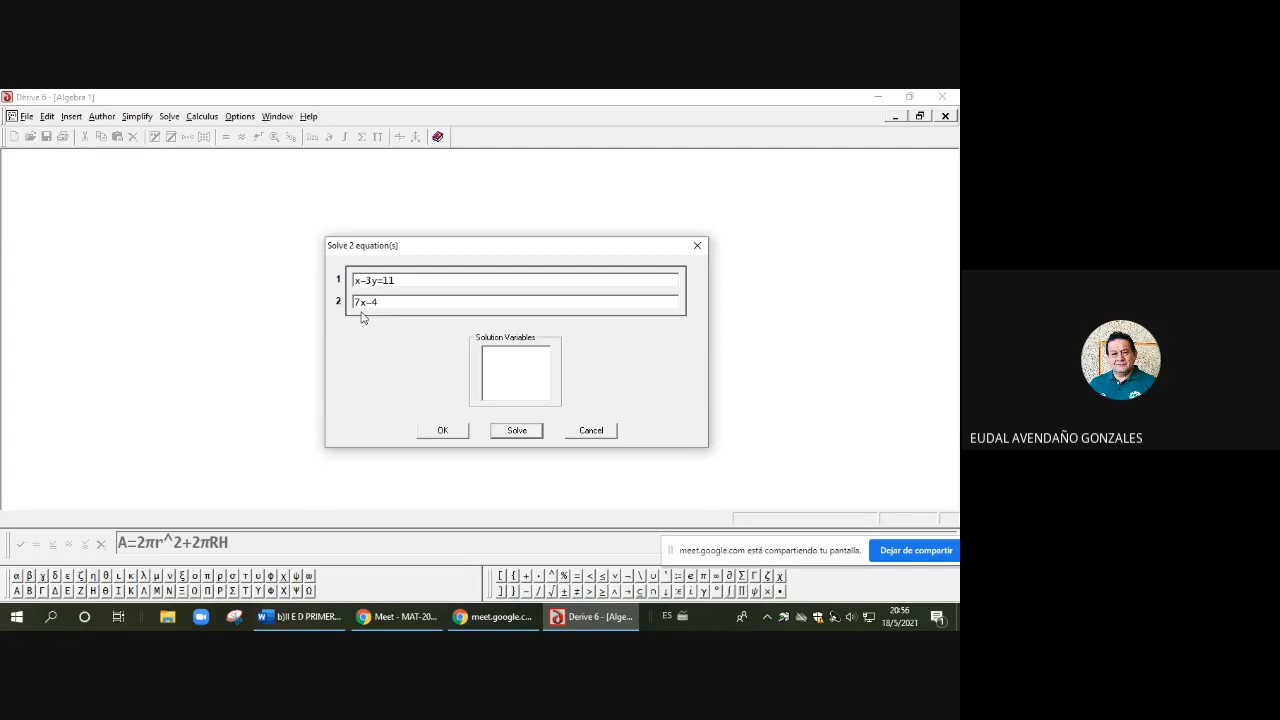 Derive 6 - [Algebra 1]
File Edit Insert Author Simplify Solve Calculus Options Window Help
lim ∂ ∫ Σ Π
Solve 2 equation(s)
1 x-3y=11
2 7x-4
Solution Variables
OK Solve Cancel
EUDAL AVENDAÑO GONZALES
A=2πr^2+2πRH
meet.google.com está compartiendo tu pantalla. Dejar de compartir
α β γ δ ε ζ η θ ι κ λ μ ν ξ ο π ρ σ τ υ φ χ ψ ω
Α Β Γ Δ Ε Ζ Η Θ Ι Κ Λ Μ Ν Ξ Ο Π Ρ Σ Τ Υ Φ Χ Ψ Ω
b)II E D PRIMER... Meet - MAT-20... meet.google.c... Derive 6 - [Alge... ES 20:56
18/5/2021